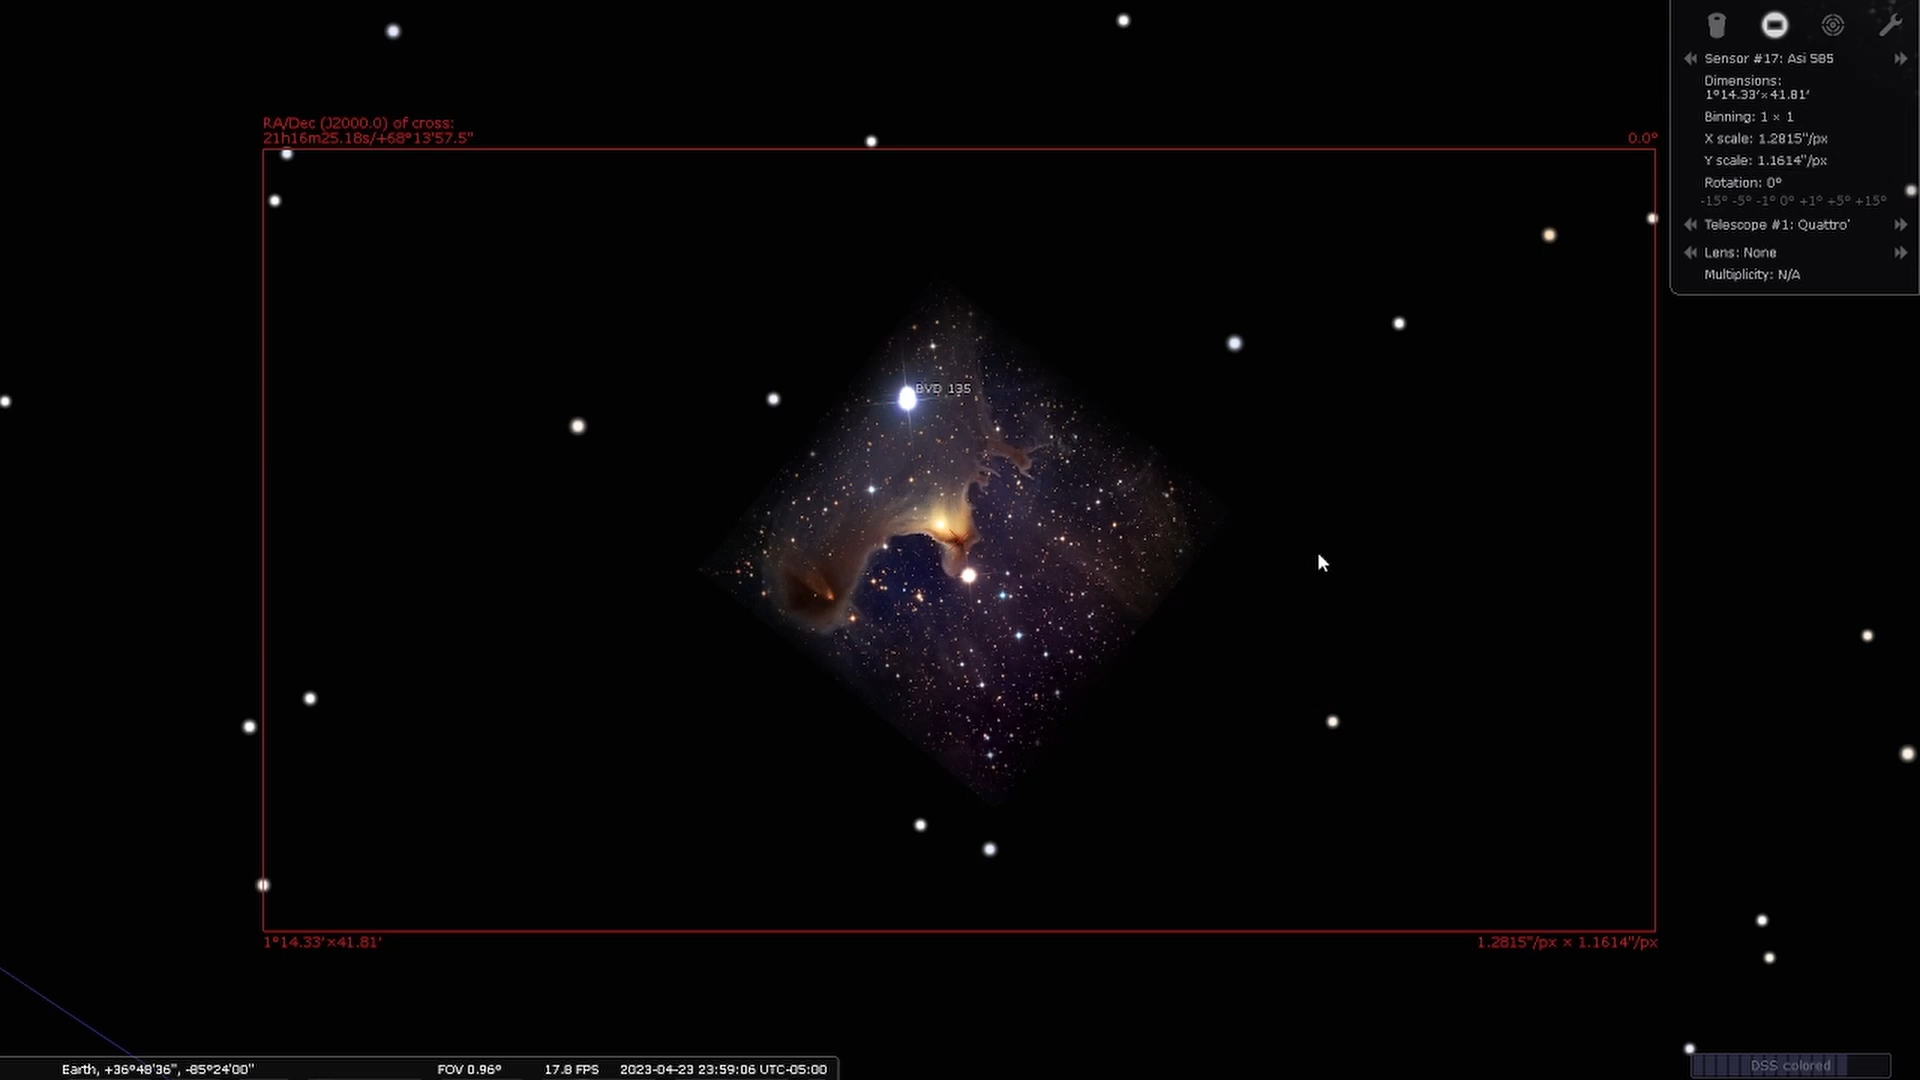 Sensor #17: Asi 585
Dimensions:
1°14.33'×41.81'
Binning: 1 × 1
X scale: 1.2815"/px
Y scale: 1.1614"/px
Rotation: 0°
-15° -5° -1° 0° +1° +5° +15°
Telescope #1: Quattro'
Lens: None
Multiplicity: N/A
RA/Dec (J2000.0) of cross:
21h16m25.18s/+68°13'57.5"
0.0°
BVD 135
1°14.33'×41.81'
1.2815"/px × 1.1614"/px
Earth, +36°48'36", -85°24'00"
FOV 0.96°
17.8 FPS
2023-04-23 23:59:06 UTC-05:00
DSS colored